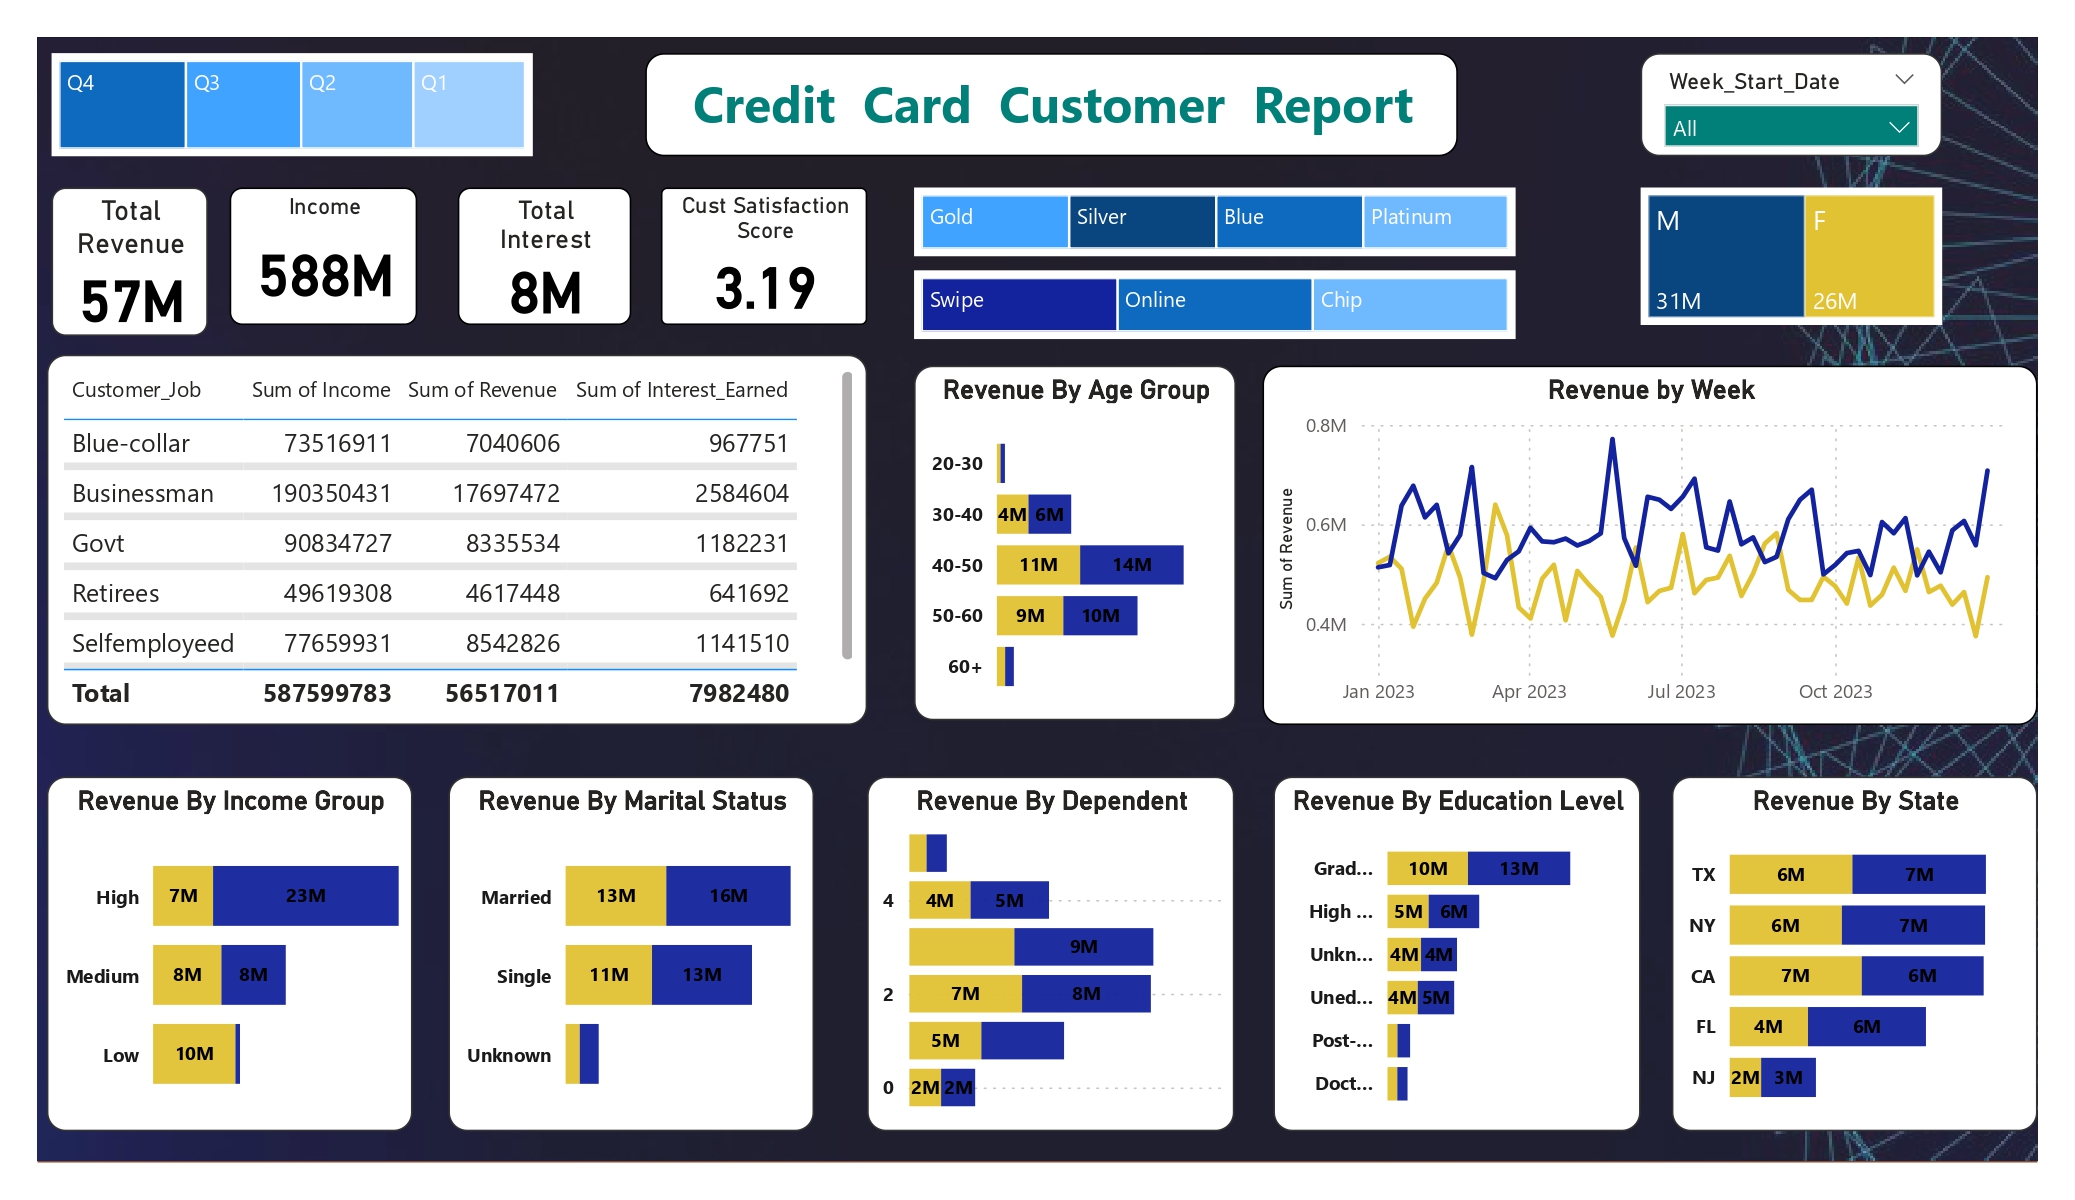 Q4 Q3 Q2 Q1
Credit Card Customer Report
Week_Start_Date
All
Total
Revenue
57M
Income
588M
Total
Interest
8M
Cust Satisfaction
Score
3.19
Gold Silver Blue Platinum
Swipe Online Chip
M F
31M 26M
Customer_Job Sum of Income Sum of Revenue Sum of Interest_Earned
Blue-collar 73516911 7040606 967751
Businessman 190350431 17697472 2584604
Govt 90834727 8335534 1182231
Retirees 49619308 4617448 641692
Selfemployeed 77659931 8542826 1141510
Total 587599783 56517011 7982480
Revenue By Age Group
20-30
30-40 4M 6M
40-50 11M 14M
50-60 9M 10M
60+
Revenue by Week
Sum of Revenue
0.8M
0.6M
0.4M
Jan 2023 Apr 2023 Jul 2023 Oct 2023
Revenue By Income Group
High 7M 23M
Medium 8M 8M
Low 10M
Revenue By Marital Status
Married 13M 16M
Single 11M 13M
Unknown
Revenue By Dependent
4 4M 5M
9M
2 7M 8M
5M
0 2M 2M
Revenue By Education Level
Grad... 10M 13M
High ... 5M 6M
Unkn... 4M 4M
Uned... 4M 5M
Post-...
Doct...
Revenue By State
TX 6M 7M
NY 6M 7M
CA 7M 6M
FL 4M 6M
NJ 2M 3M